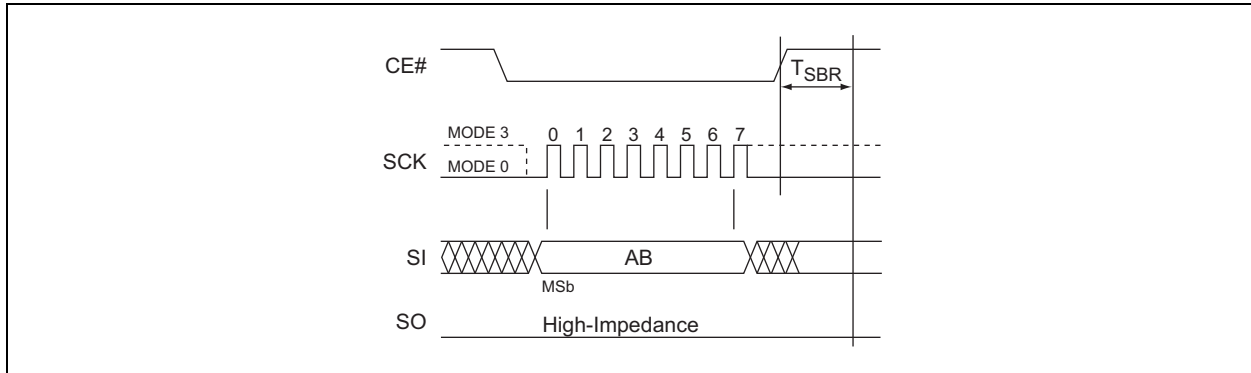 CE#
TSBR
MODE 3
0 1 2 3 4 5 6 7
SCK
MODE 0
SI
AB
MSb
SO
High-Impedance